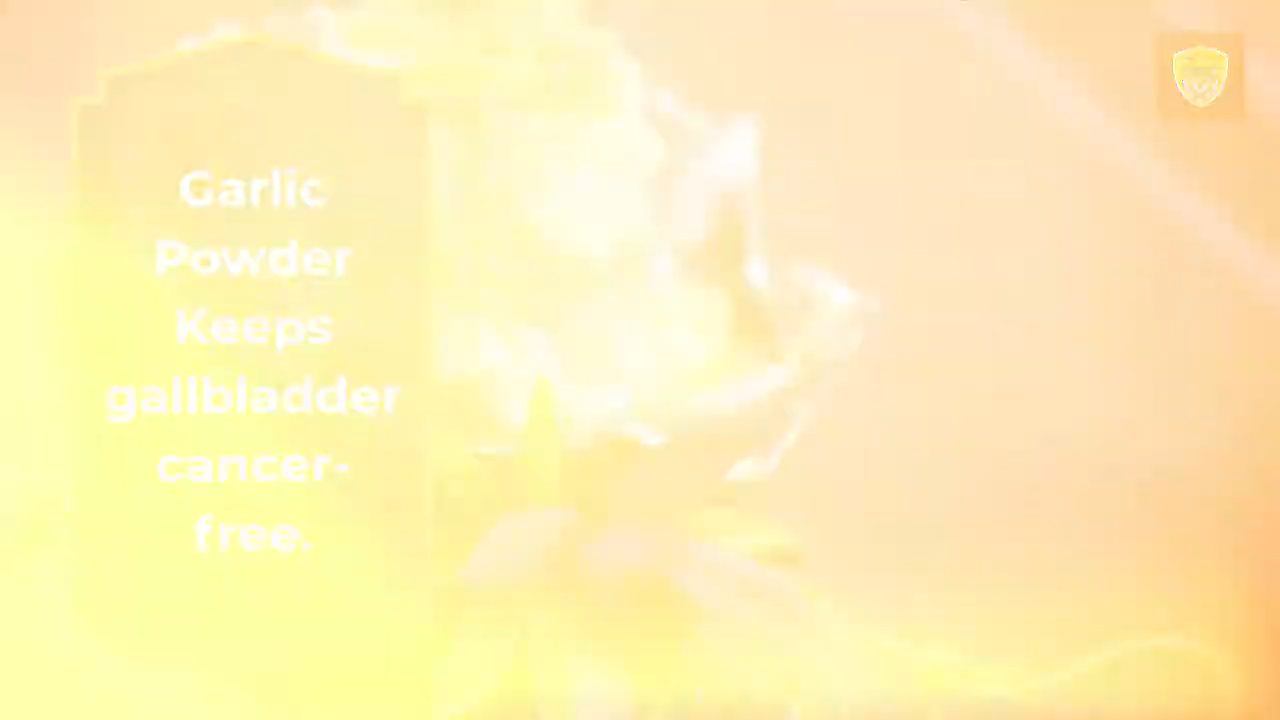 Garlic
Powder
Keeps
gallbladder
cancer-
free.